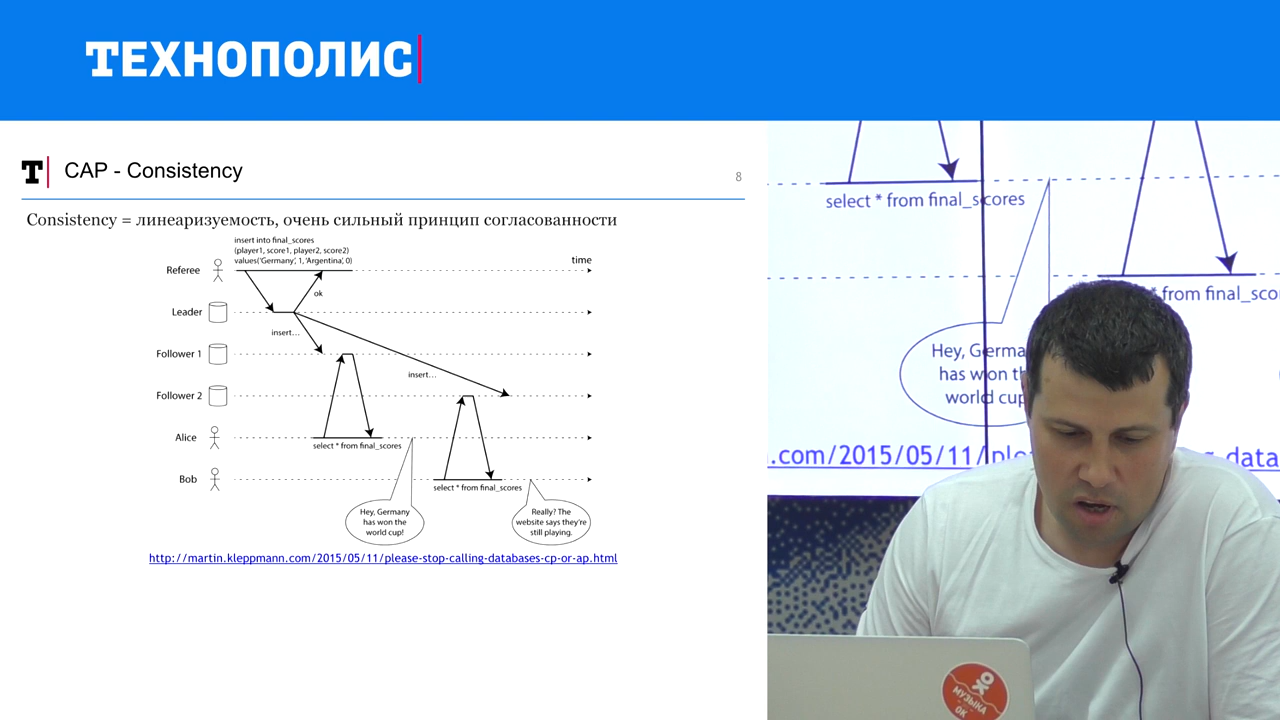 ТЕХНОПОЛИС
T CAP - Consistency
8
Consistency = линеаризуемость, очень сильный принцип согласованности
insert into final_scores
(player1, score1, player2, score2)
values('Germany', 1, 'Argentina', 0)
time
Referee
ok
Leader
insert...
Follower 1
insert...
Follower 2
Alice
select * from final_scores
Bob
select * from final_scores
Hey, Germany
has won the
world cup!
Really? The
website says they're
still playing.
http://martin.kleppmann.com/2015/05/11/please-stop-calling-databases-cp-or-ap.html
select * from final_scores
from final_sco
Hey, Germa
has won th
world cup
.com/2015/05/11/ple
g-data
МУЗЫКА
ОК